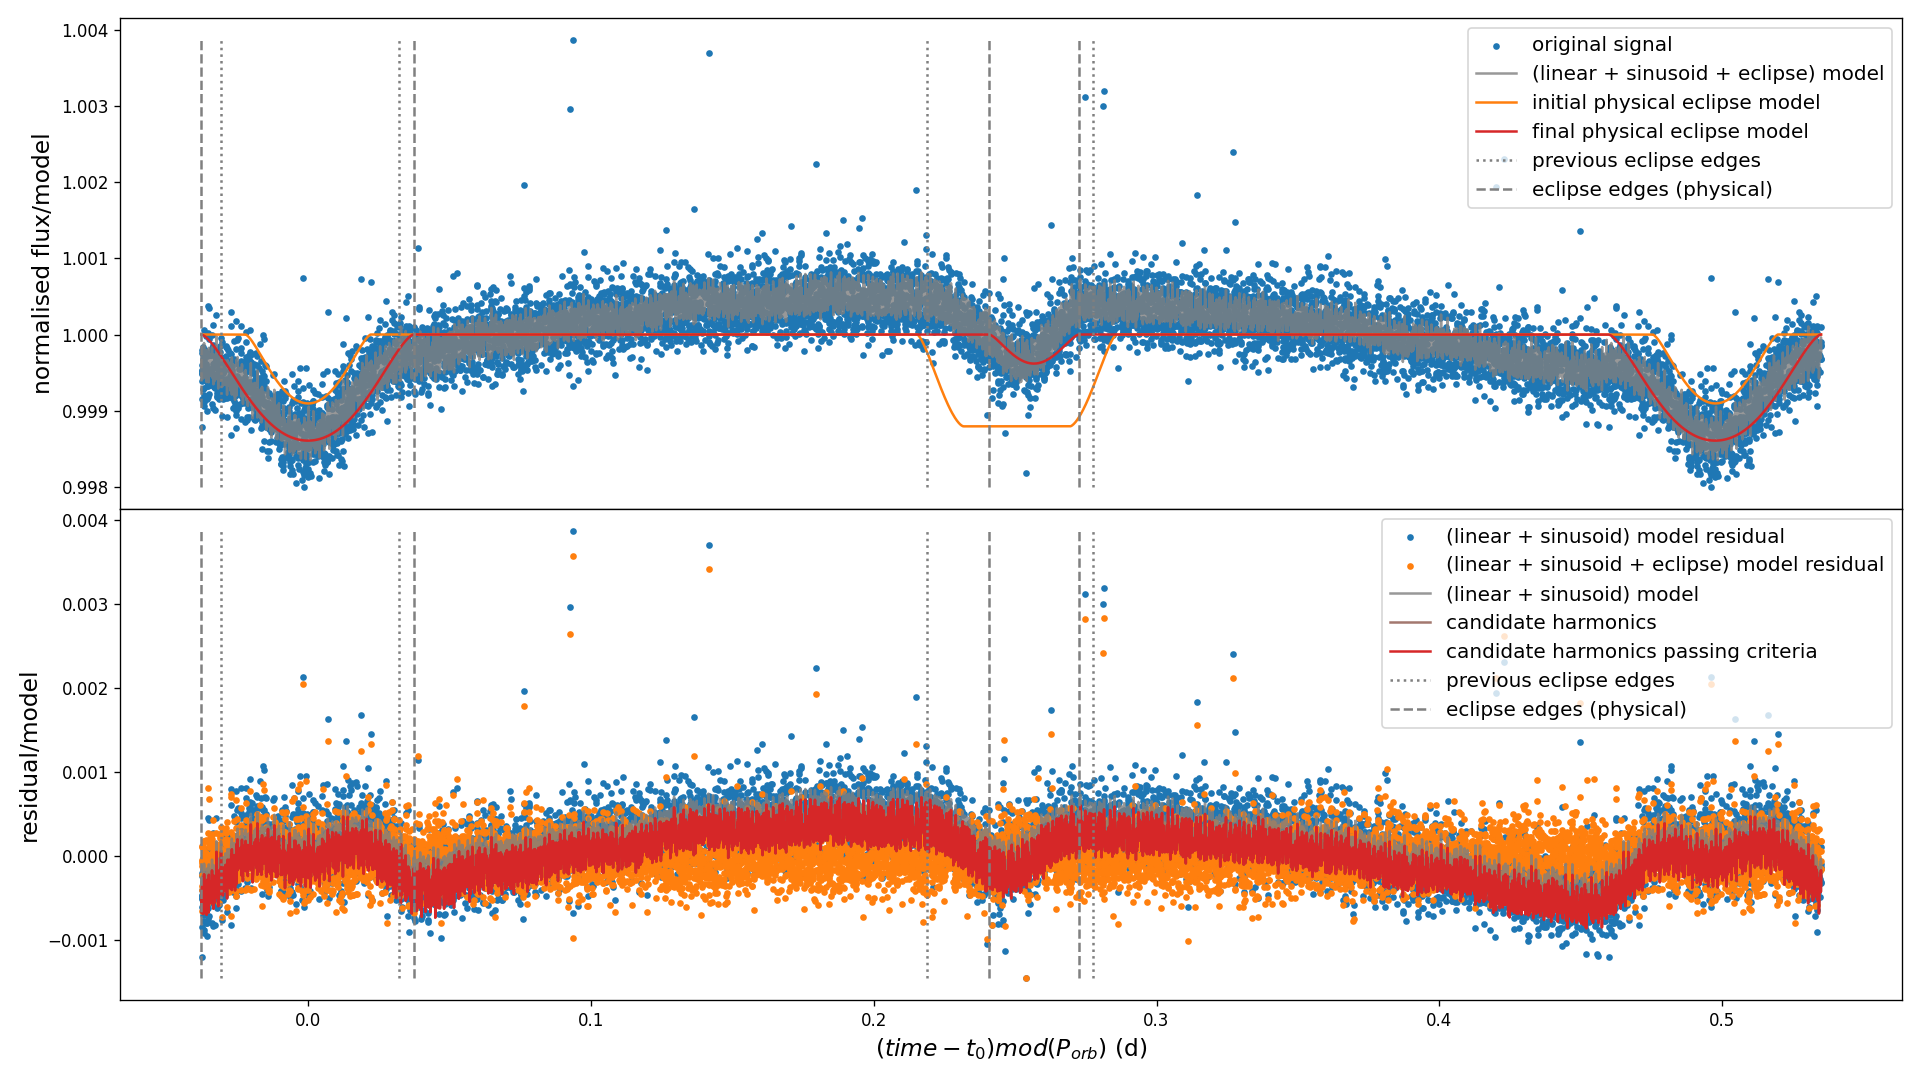 normalised flux/model
1.004
1.003
1.002
1.001
1.000
0.999
0.998
original signal
(linear + sinusoid + eclipse) model
initial physical eclipse model
final physical eclipse model
previous eclipse edges
eclipse edges (physical)
residual/model
0.004
0.003
0.002
0.001
0.000
−0.001
(linear + sinusoid) model residual
(linear + sinusoid + eclipse) model residual
(linear + sinusoid) model
candidate harmonics
candidate harmonics passing criteria
previous eclipse edges
eclipse edges (physical)
0.0 0.1 0.2 0.3 0.4 0.5
(time − t₀)mod(P_orb) (d)